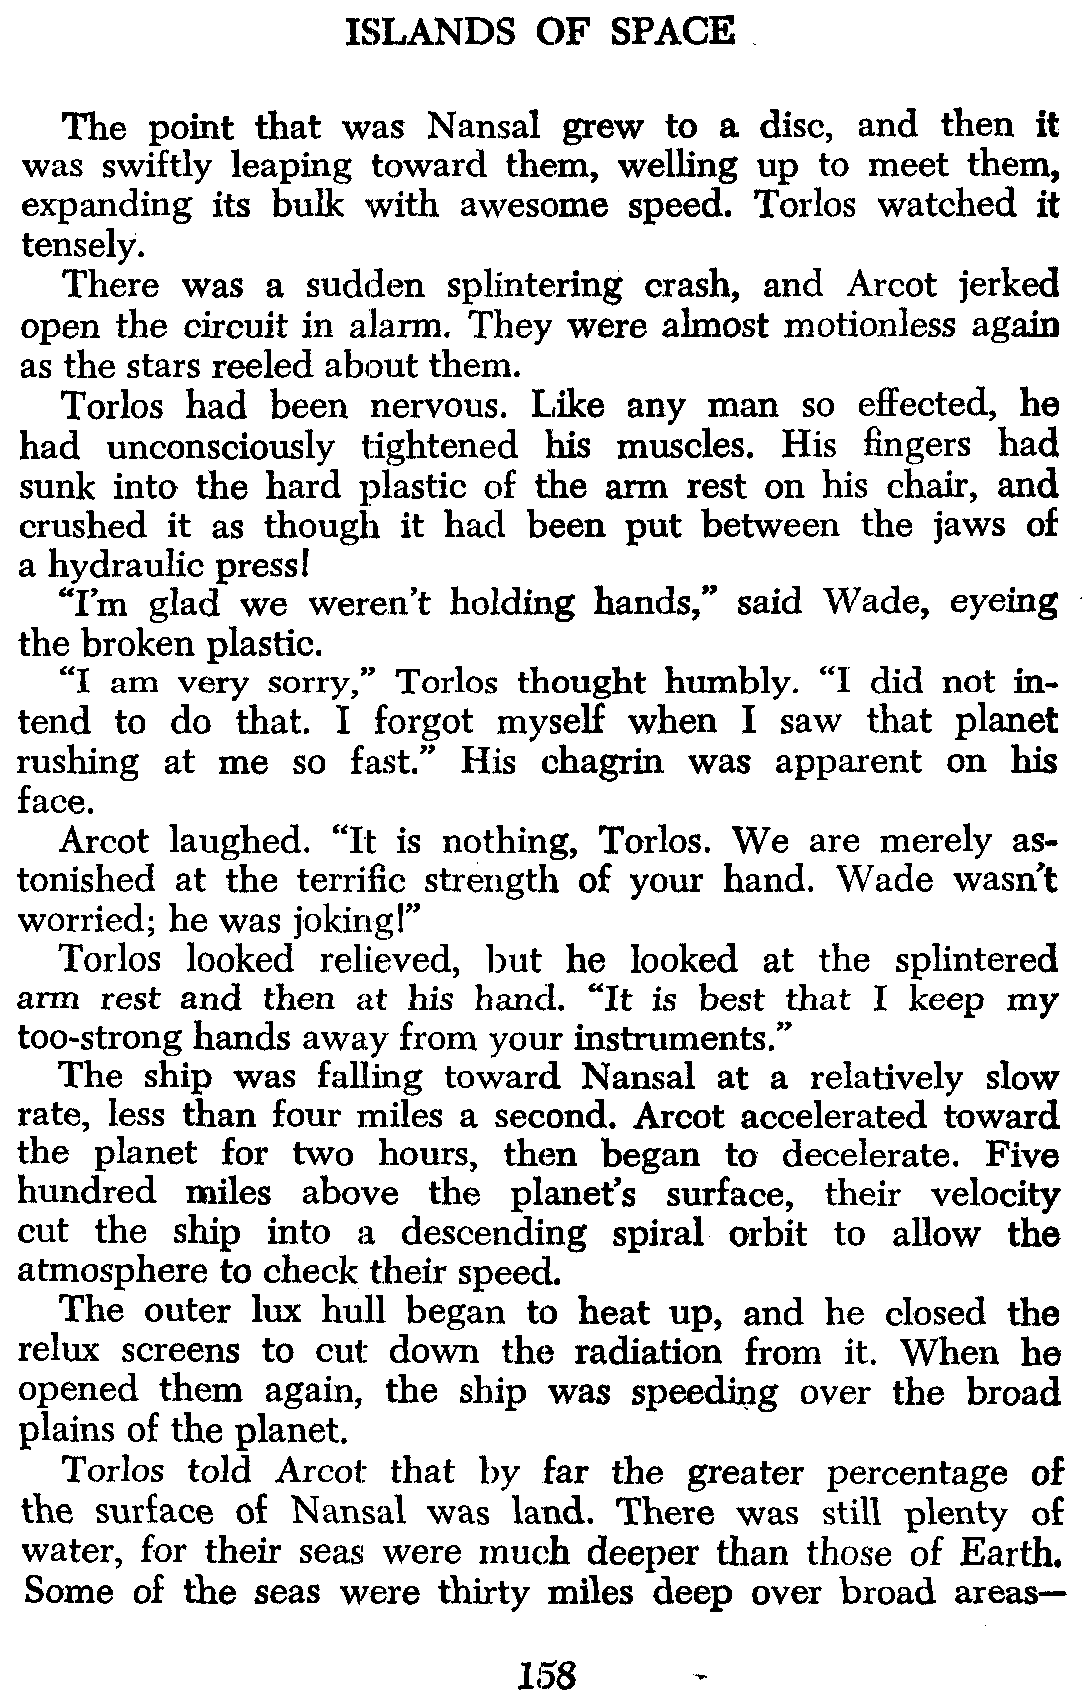 ISLANDS OF SPACE
The point that was Nansal grew to a disc, and then it
was swiftly leaping toward them, welling up to meet them,
expanding its bulk with awesome speed. Torlos watched it
tensely.
There was a sudden splintering crash, and Arcot jerked
open the circuit in alarm. They were almost motionless again
as the stars reeled about them.
Torlos had been nervous. Like any man so effected, he
had unconsciously tightened his muscles. His fingers had
sunk into the hard plastic of the arm rest on his chair, and
crushed it as though it had been put between the jaws of
a hydraulic press!
“I’m glad we weren’t holding hands,” said Wade, eyeing
the broken plastic.
“I am very sorry,” Torlos thought humbly. “I did not in-
tend to do that. I forgot myself when I saw that planet
rushing at me so fast.” His chagrin was apparent on his
face.
Arcot laughed. “It is nothing, Torlos. We are merely as-
tonished at the terrific strength of your hand. Wade wasn’t
worried; he was joking!”
Torlos looked relieved, but he looked at the splintered
arm rest and then at his hand. “It is best that I keep my
too-strong hands away from your instruments.”
The ship was falling toward Nansal at a relatively slow
rate, less than four miles a second. Arcot accelerated toward
the planet for two hours, then began to decelerate. Five
hundred miles above the planet’s surface, their velocity
cut the ship into a descending spiral orbit to allow the
atmosphere to check their speed.
The outer lux hull began to heat up, and he closed the
relux screens to cut down the radiation from it. When he
opened them again, the ship was speeding over the broad
plains of the planet.
Torlos told Arcot that by far the greater percentage of
the surface of Nansal was land. There was still plenty of
water, for their seas were much deeper than those of Earth.
Some of the seas were thirty miles deep over broad areas—
158